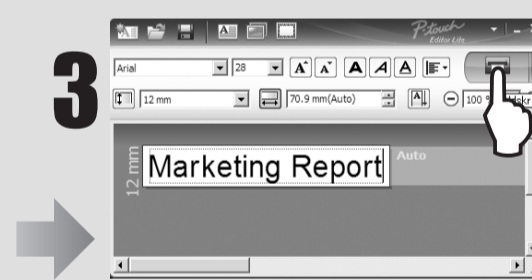 3
P-touch
Editor Lite
Arial 28 A A A A A
12 mm 70.9 mm(Auto) A 100 %
12 mm
Marketing Report
Auto